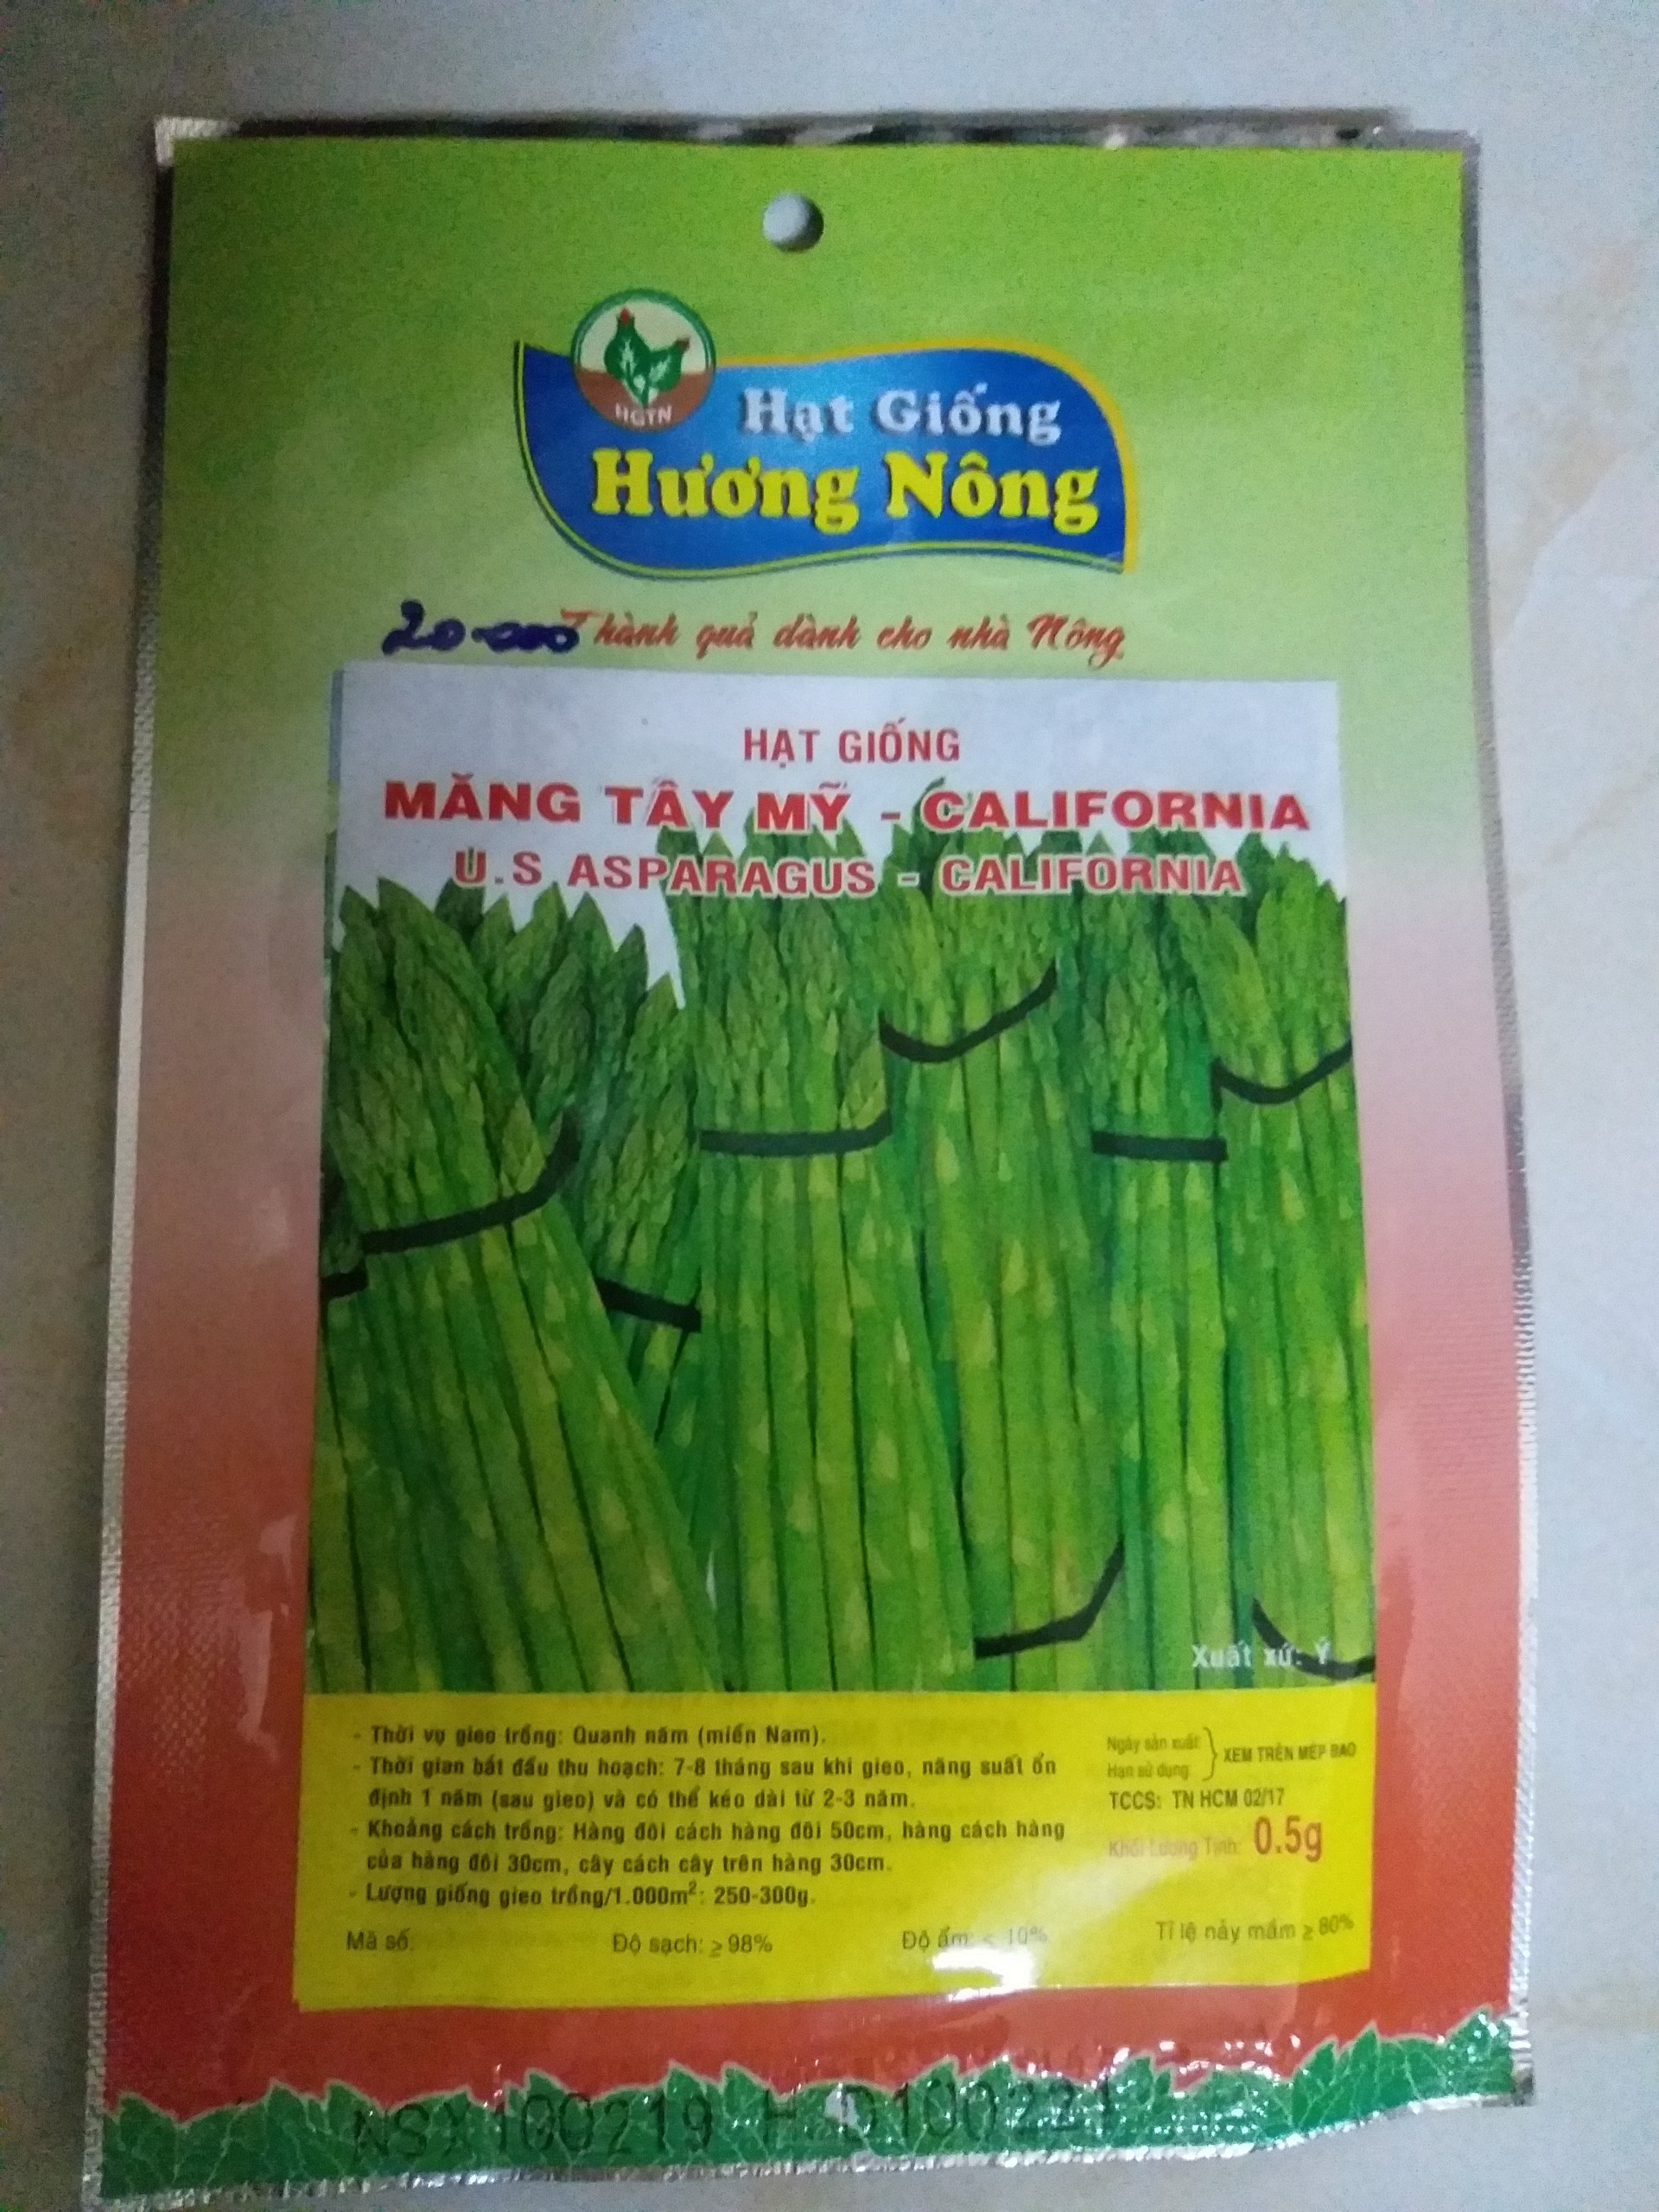 HGTN
Hạt Giống
Hương Nông
20.000
Thành quả dành cho nhà Nông
HẠT GIỐNG
MĂNG TÂY MỸ - CALIFORNIA
U.S ASPARAGUS - CALIFORNIA
Xuất xứ: Ý
- Thời vụ gieo trồng: Quanh năm (miền Nam).
- Thời gian bắt đầu thu hoạch: 7-8 tháng sau khi gieo, năng suất ổn
định 1 năm (sau gieo) và có thể kéo dài từ 2-3 năm.
- Khoảng cách trồng: Hàng đôi cách hàng đôi 50cm, hàng cách hàng
của hàng đôi 30cm, cây cách cây trên hàng 30cm.
- Lượng giống gieo trồng/1.000m²: 250-300g.
Ngày sản xuất
Hạn sử dụng
XEM TRÊN MÉP BAO
TCCS: TN HCM 02/17
Khối Lượng Tịnh: 0.5g
Mã số:
Độ sạch: ≥ 98%
Độ ẩm: ≤ 10%
Tỉ lệ nảy mầm ≥ 80%
NSX100219 HSD100221